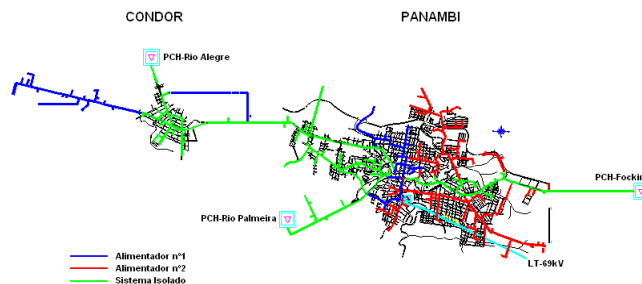 CONDOR
PANAMBI
PCH-Rio Alegre
PCH-Fockin
PCH-Rio Palmeira
LT-69kV
Alimentador nº1
Alimentador nº2
Sistema Isolado